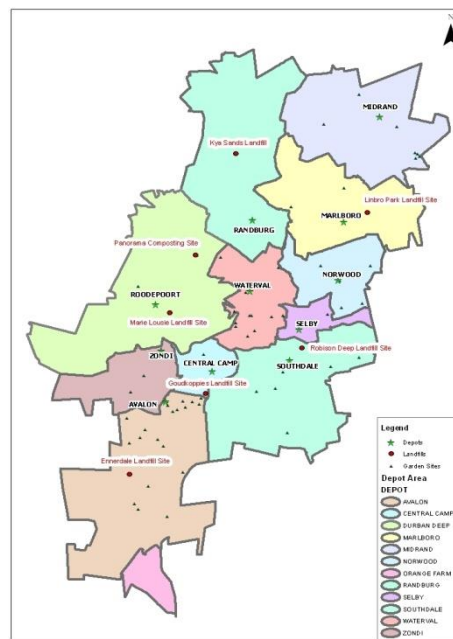 N
MIDRAND
Kya Sands Landfill
Linbro Park Landfill Site
MARLBORO
RANDBURG
Panorama Composting Site
NORWOOD
WATERVAL
ROODEPOORT
Marie Lousie Landfill Site
SELBY
Robison Deep Landfill Site
ZONDI
CENTRAL CAMP
SOUTHDALE
Goudkoppies Landfill Site
AVALON
Ennerdale Landfill Site
Legend
Depots
Landfills
Garden Sites
Depot Area
DEPOT
AVALON
CENTRAL CAMP
DURBAN DEEP
MARLBORO
MIDRAND
NORWOOD
ORANGE FARM
RANDBURG
SELBY
SOUTHDALE
WATERVAL
ZONDI